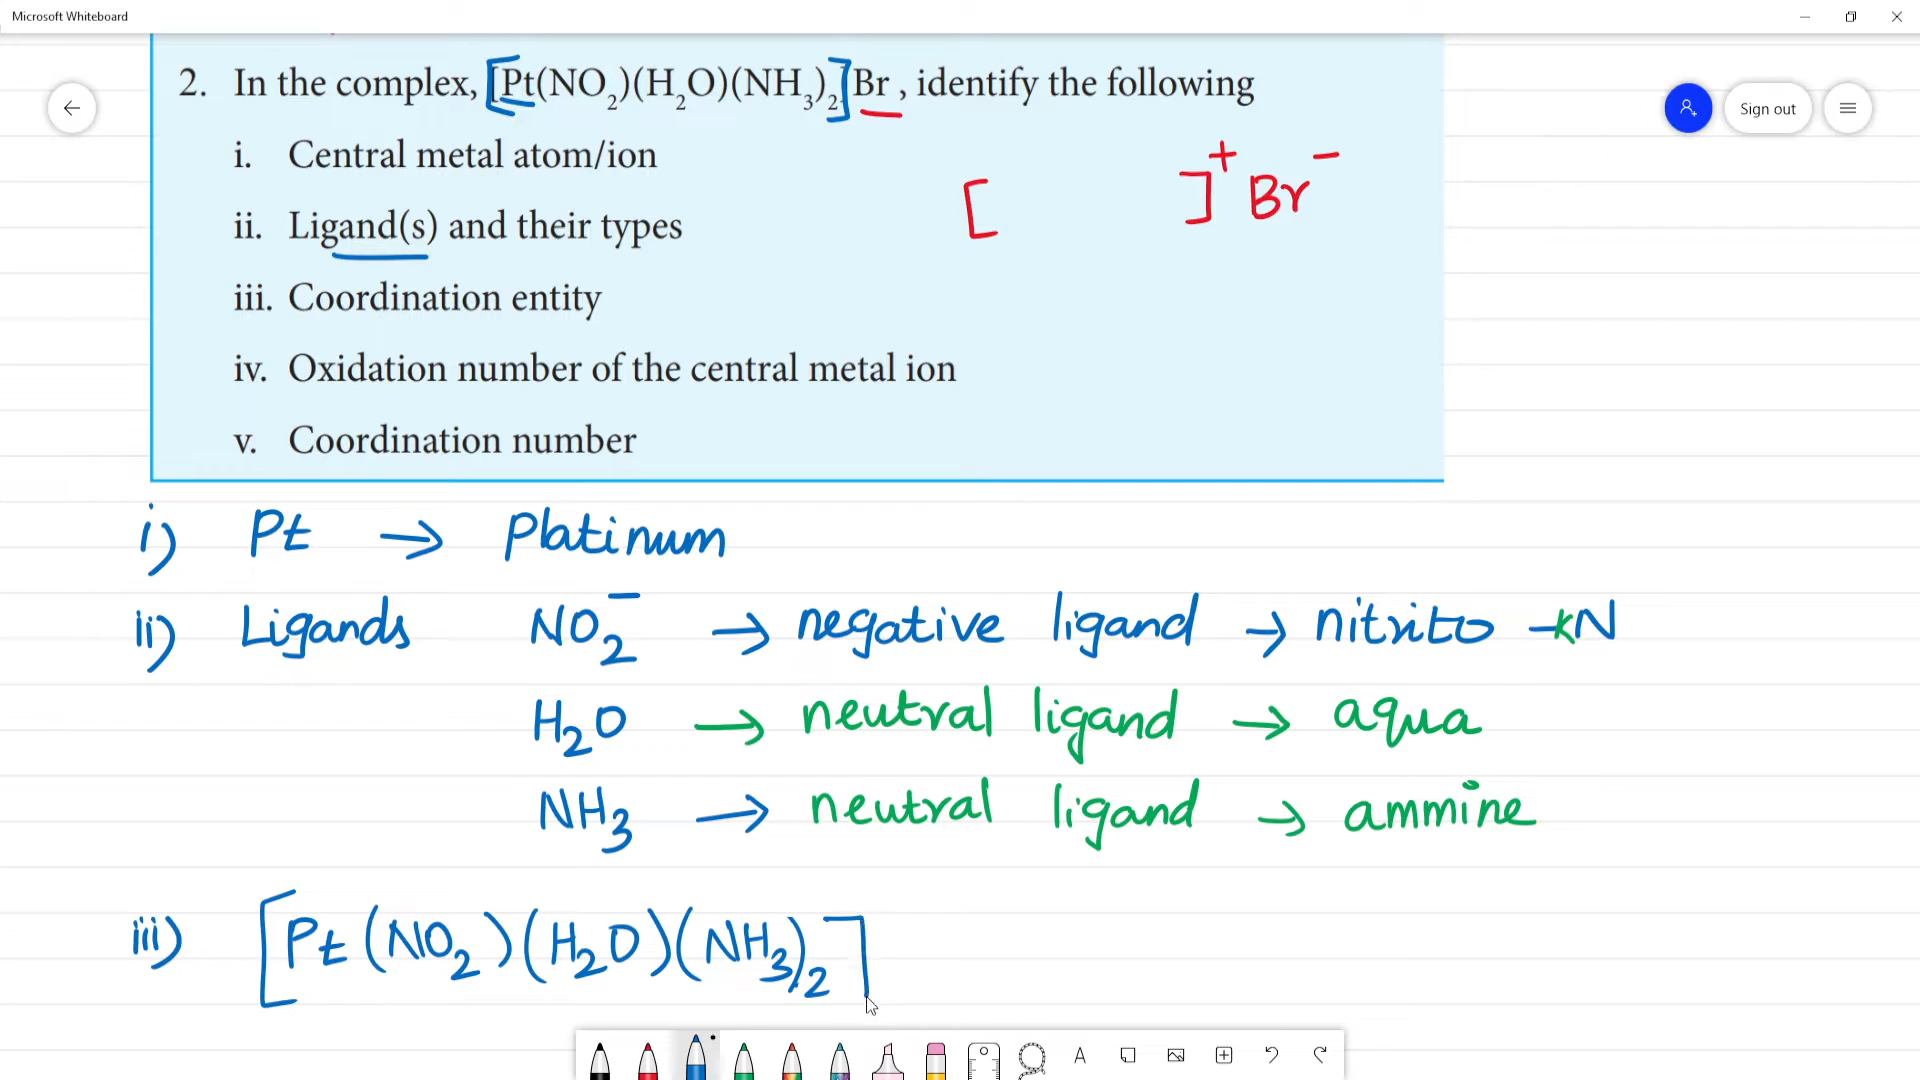 Microsoft Whiteboard
2. In the complex, [Pt(NO₂)(H₂O)(NH₃)₂]Br , identify the following
i. Central metal atom/ion
ii. Ligand(s) and their types
iii. Coordination entity
iv. Oxidation number of the central metal ion
v. Coordination number
[ ]⁺ Br⁻
Sign out
i) Pt → Platinum
ii) Ligands NO₂⁻ → negative ligand → nitrito -kN
H₂O → neutral ligand → aqua
NH₃ → neutral ligand → ammine
iii) [Pt(NO₂)(H₂O)(NH₃)₂]
A